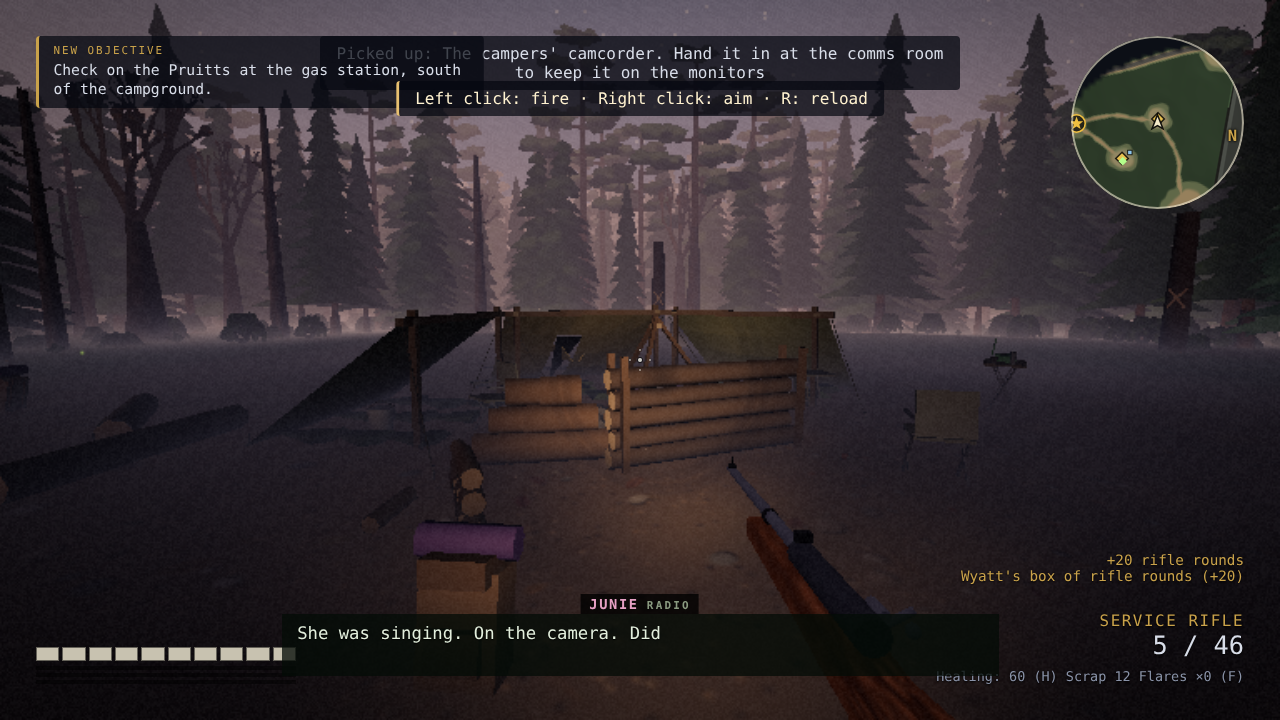 NEW OBJECTIVE
Check on the Pruitts at the gas station, south
of the campground.
Picked up: The campers' camcorder. Hand it in at the comms room
to keep it on the monitors
Left click: fire · Right click: aim · R: reload
N
+20 rifle rounds
Wyatt's box of rifle rounds (+20)
JUNIE RADIO
She was singing. On the camera. Did
SERVICE RIFLE
5 / 46
Healing: 60 (H) Scrap 12 Flares ×0 (F)